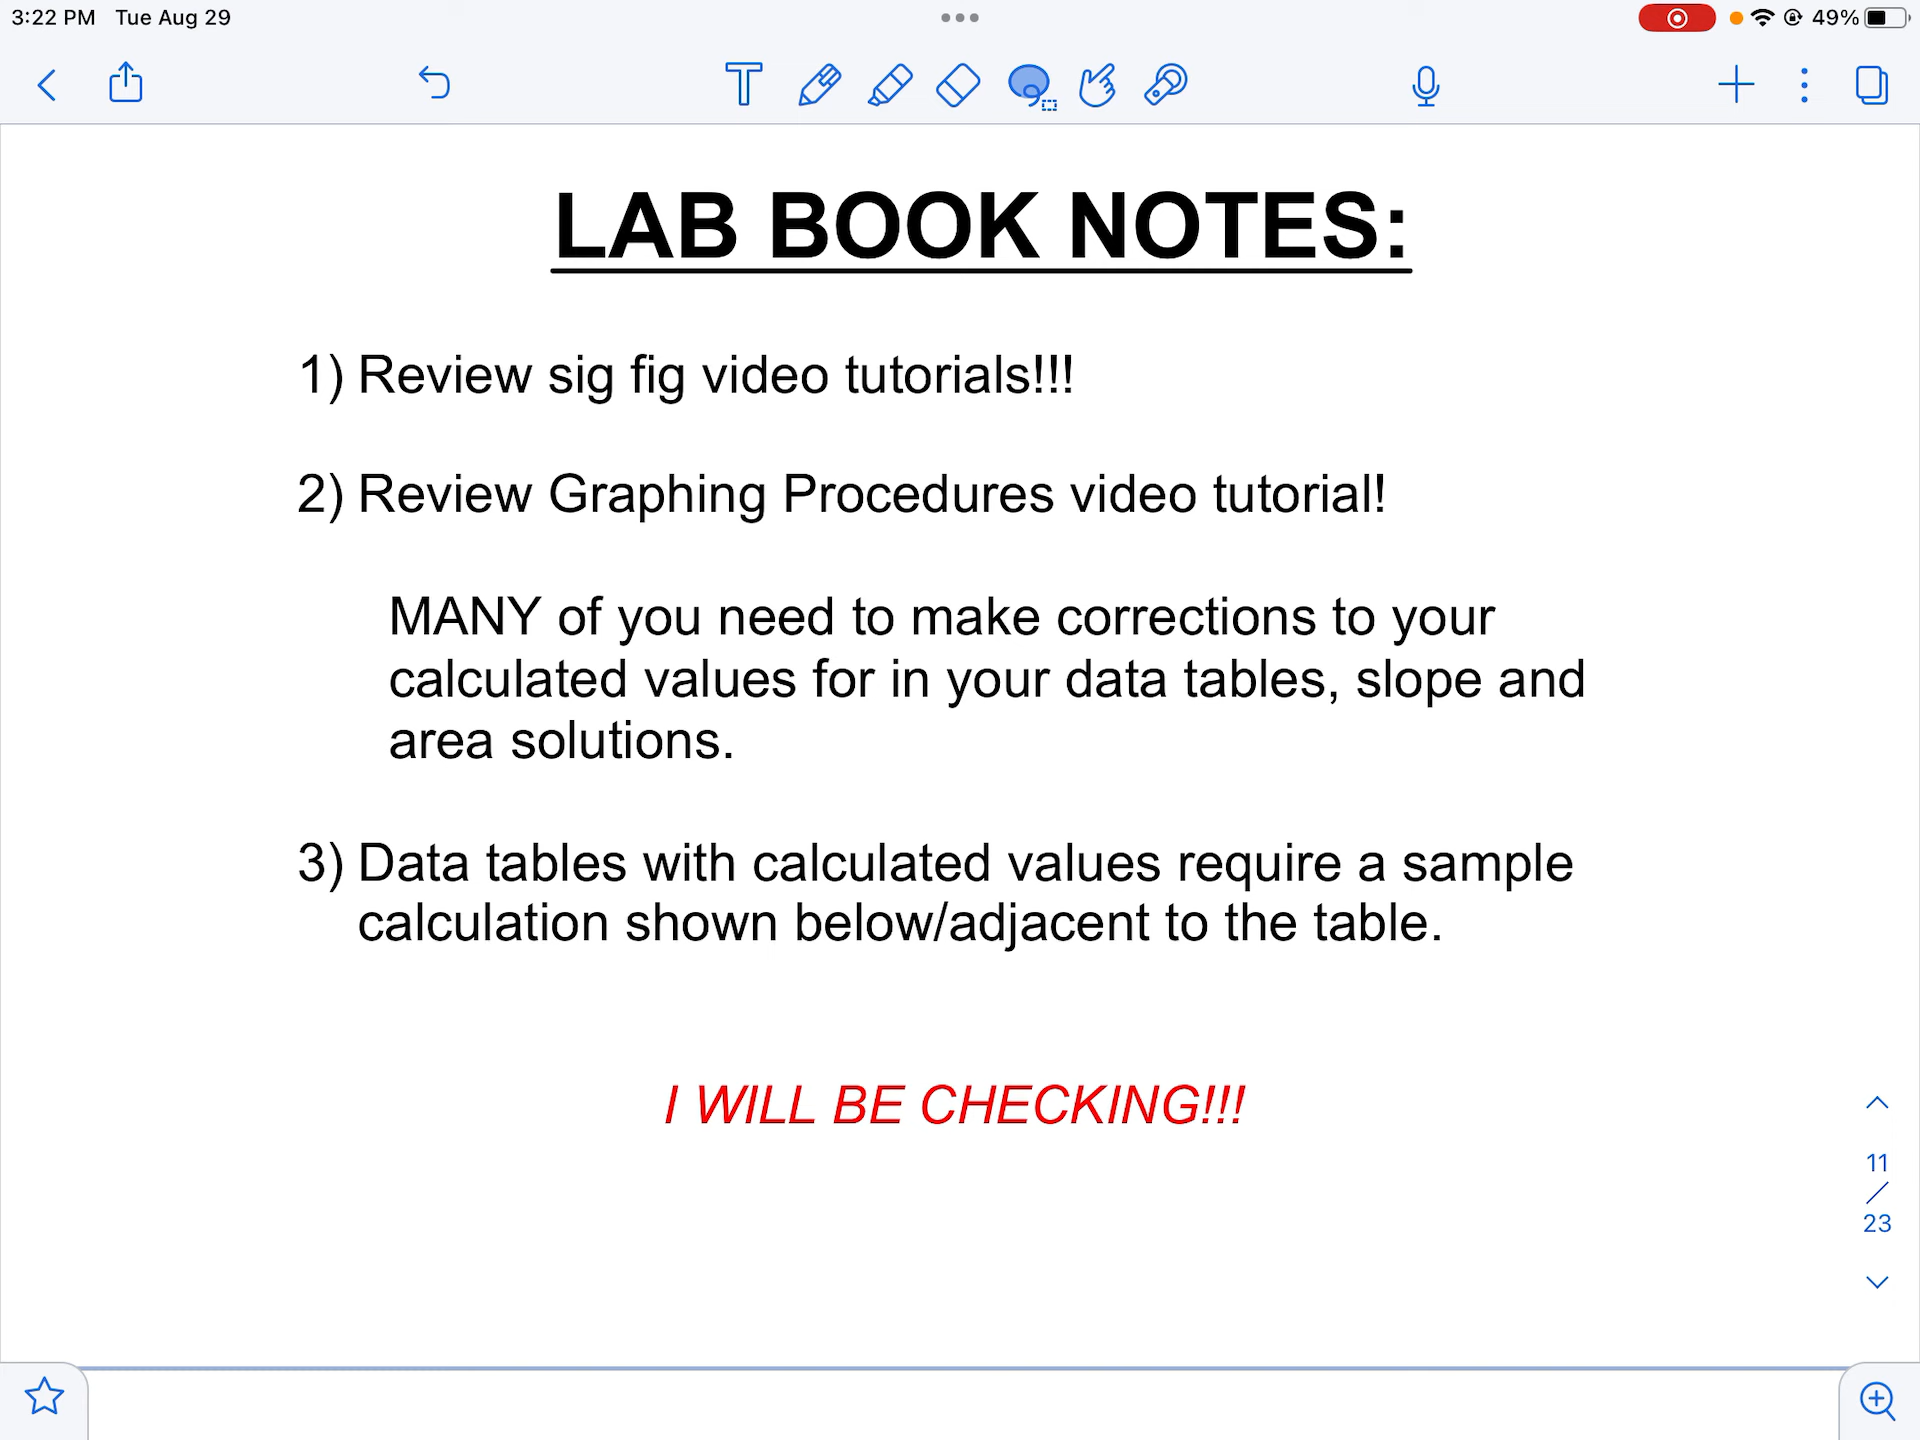 3:22 PM Tue Aug 29
49%
LAB BOOK NOTES:
1) Review sig fig video tutorials!!!
2) Review Graphing Procedures video tutorial!
MANY of you need to make corrections to your
calculated values for in your data tables, slope and
area solutions.
3) Data tables with calculated values require a sample
calculation shown below/adjacent to the table.
I WILL BE CHECKING!!!
11
/
23